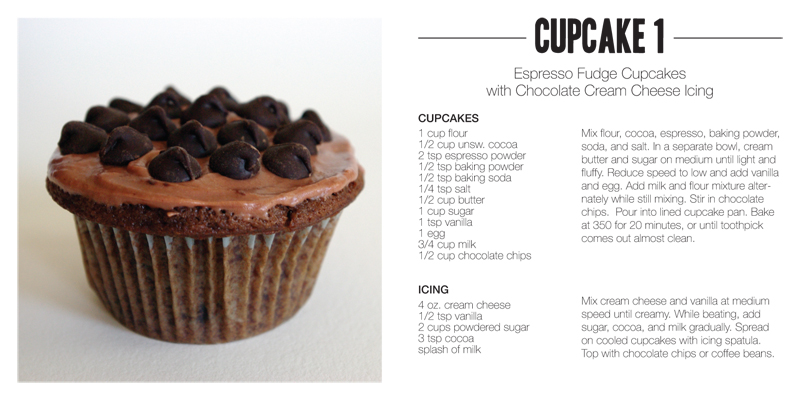 CUPCAKE 1
Espresso Fudge Cupcakes
with Chocolate Cream Cheese Icing
CUPCAKES
1 cup flour
1/2 cup unsw. cocoa
2 tsp espresso powder
1/2 tsp baking powder
1/2 tsp baking soda
1/4 tsp salt
1/2 cup butter
1 cup sugar
1 tsp vanilla
1 egg
3/4 cup milk
1/2 cup chocolate chips
Mix flour, cocoa, espresso, baking powder,
soda, and salt. In a separate bowl, cream
butter and sugar on medium until light and
fluffy. Reduce speed to low and add vanilla
and egg. Add milk and flour mixture alter-
nately while still mixing. Stir in chocolate
chips. Pour into lined cupcake pan. Bake
at 350 for 20 minutes, or until toothpick
comes out almost clean.
ICING
4 oz. cream cheese
1/2 tsp vanilla
2 cups powdered sugar
3 tsp cocoa
splash of milk
Mix cream cheese and vanilla at medium
speed until creamy. While beating, add
sugar, cocoa, and milk gradually. Spread
on cooled cupcakes with icing spatula.
Top with chocolate chips or coffee beans.